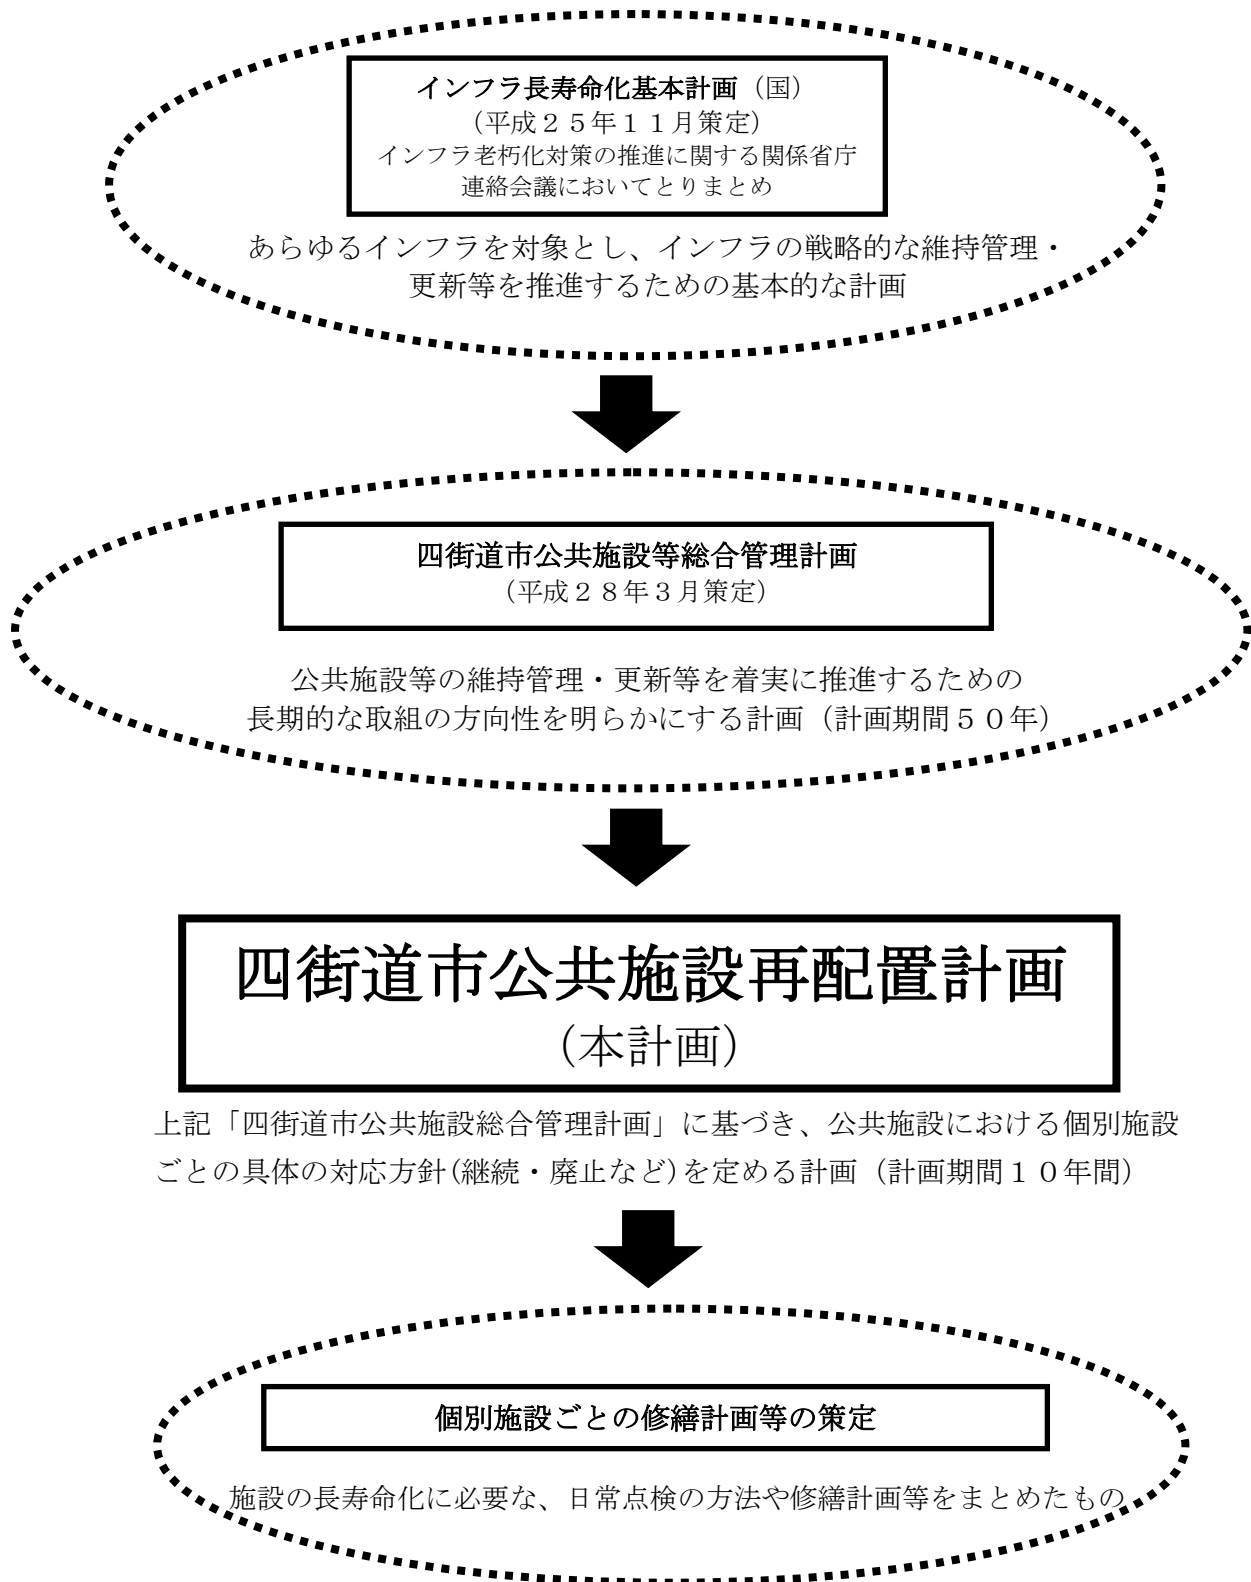 インフラ長寿命化基本計画（国）
（平成２５年１１月策定）
インフラ老朽化対策の推進に関する関係省庁
連絡会議においてとりまとめ
あらゆるインフラを対象とし、インフラの戦略的な維持管理・
更新等を推進するための基本的な計画
四街道市公共施設等総合管理計画
（平成２８年３月策定）
公共施設等の維持管理・更新等を着実に推進するための
長期的な取組の方向性を明らかにする計画（計画期間５０年）
四街道市公共施設再配置計画
（本計画）
上記「四街道市公共施設総合管理計画」に基づき、公共施設における個別施設
ごとの具体の対応方針(継続・廃止など)を定める計画（計画期間１０年間）
個別施設ごとの修繕計画等の策定
施設の長寿命化に必要な、日常点検の方法や修繕計画等をまとめたもの